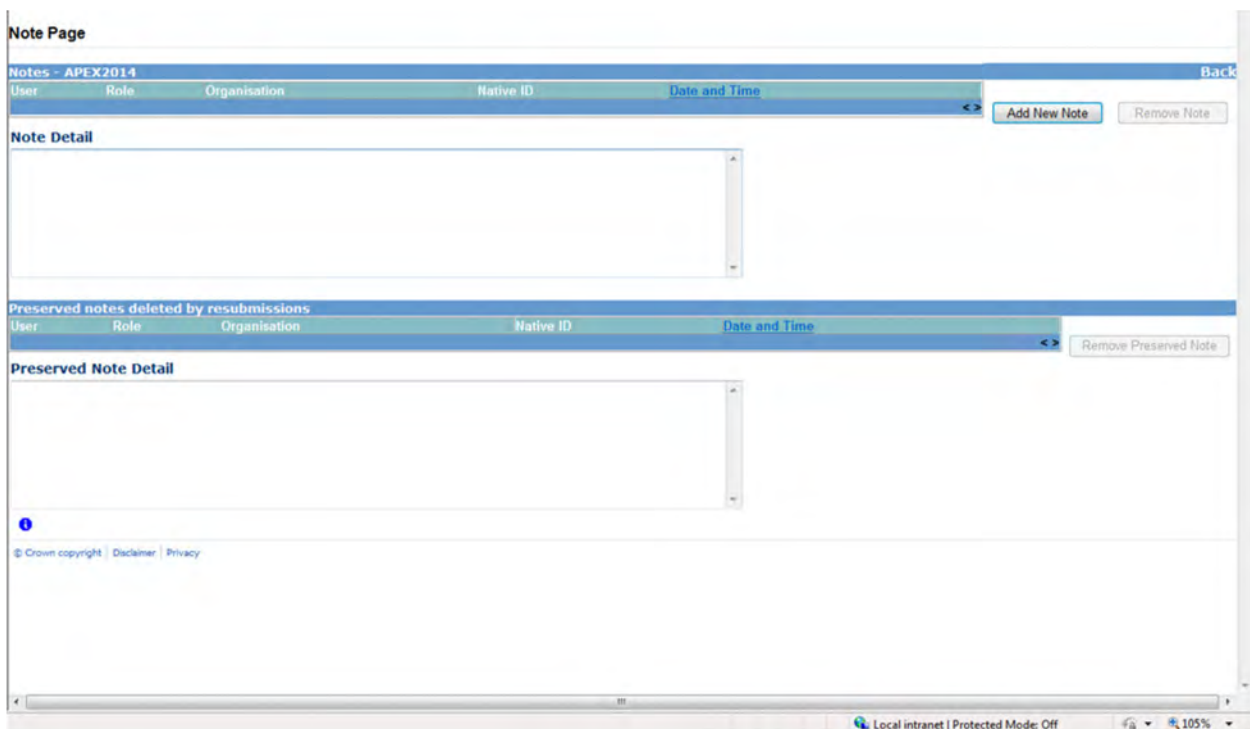 Note Page
Notes - APEX2014 Back
User Role Organisation Native ID Date and Time
< >
Add New Note Remove Note
Note Detail
Preserved notes deleted by resubmissions
User Role Organisation Native ID Date and Time
< >
Remove Preserved Note
Preserved Note Detail
© Crown copyright | Disclaimer | Privacy
Local intranet | Protected Mode: Off 105%